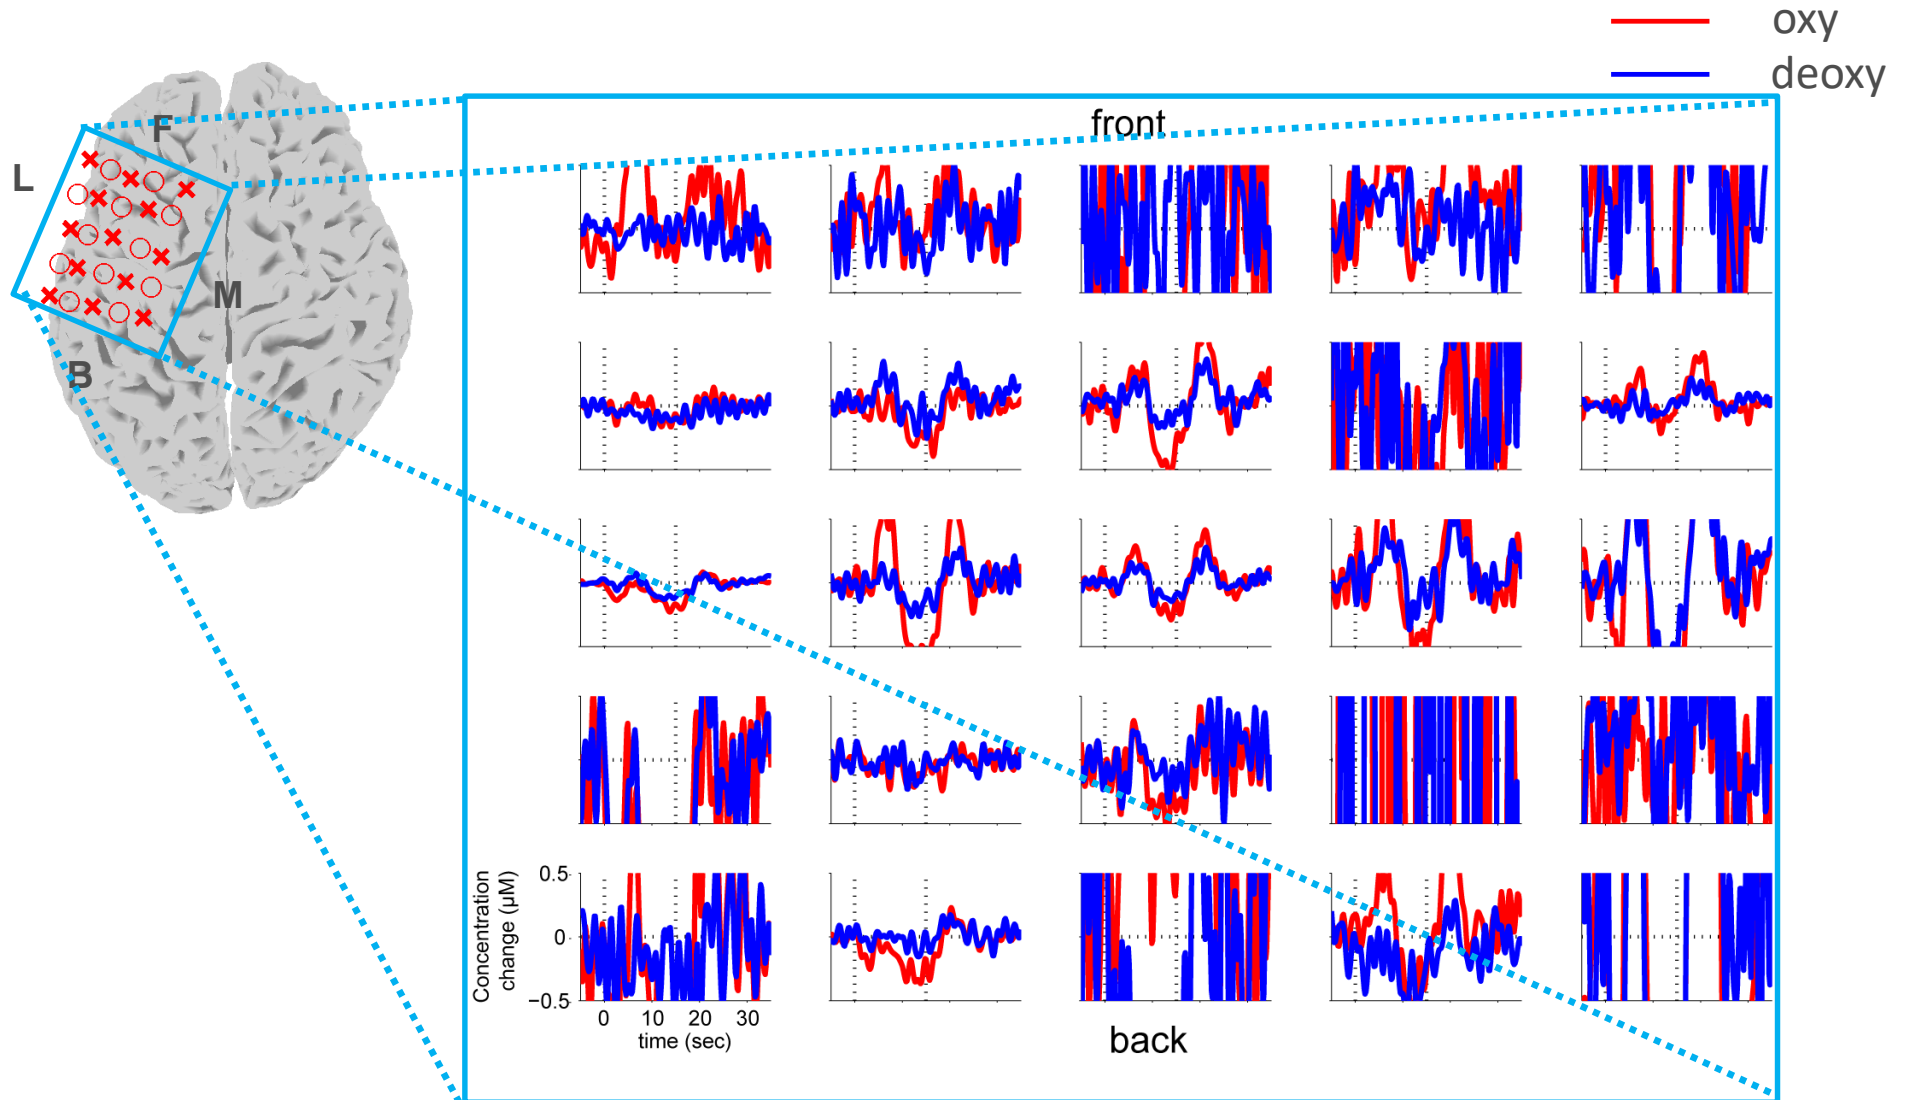 oxy
deoxy
front
F
L
M
B
Concentration
change (μM)
0.5
0
−0.5
0 10 20 30
time (sec)
back